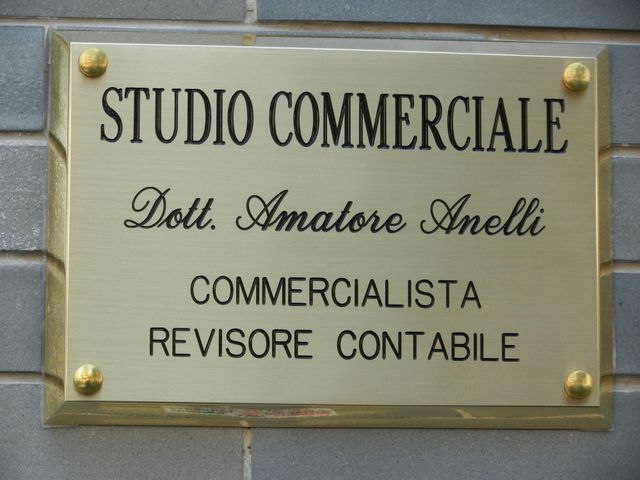 STUDIO COMMERCIALE
Dott. Amatore Anelli
COMMERCIALISTA
REVISORE CONTABILE